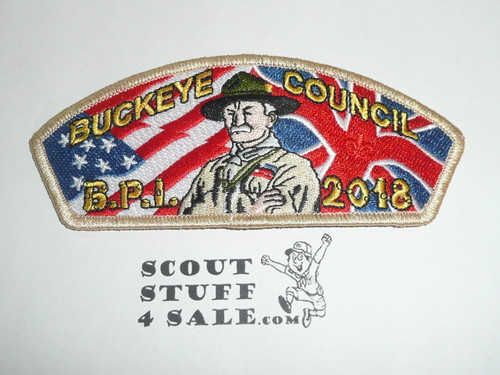 BUCKEYE COUNCIL
B.P.I. 2018
SCOUT
STUFF
4 SALE.COM